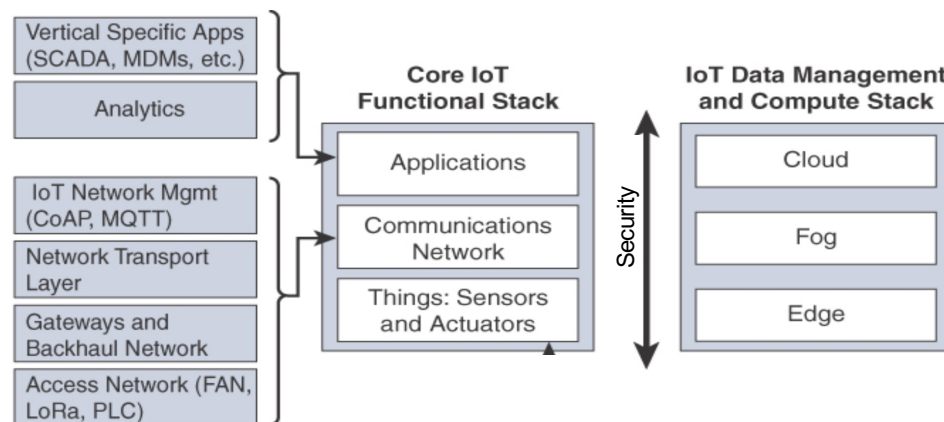 Vertical Specific Apps
(SCADA, MDMs, etc.)
Analytics
IoT Network Mgmt
(CoAP, MQTT)
Network Transport
Layer
Gateways and
Backhaul Network
Access Network (FAN,
LoRa, PLC)
Core IoT
Functional Stack
Applications
Communications
Network
Things: Sensors
and Actuators
Security
IoT Data Management
and Compute Stack
Cloud
Fog
Edge